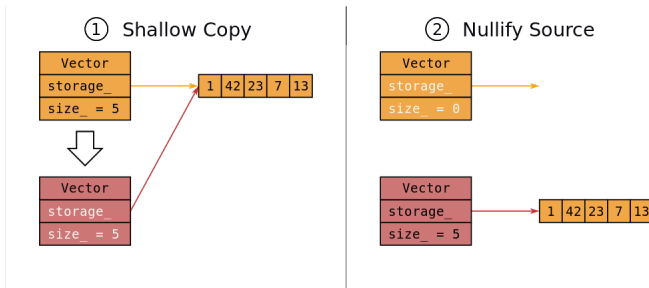 1 Shallow Copy
Vector
storage_
size_ = 5
1 42 23 7 13
Vector
storage_
size_ = 5
2 Nullify Source
Vector
storage_
size_ = 0
Vector
storage_
size_ = 5
1 42 23 7 13